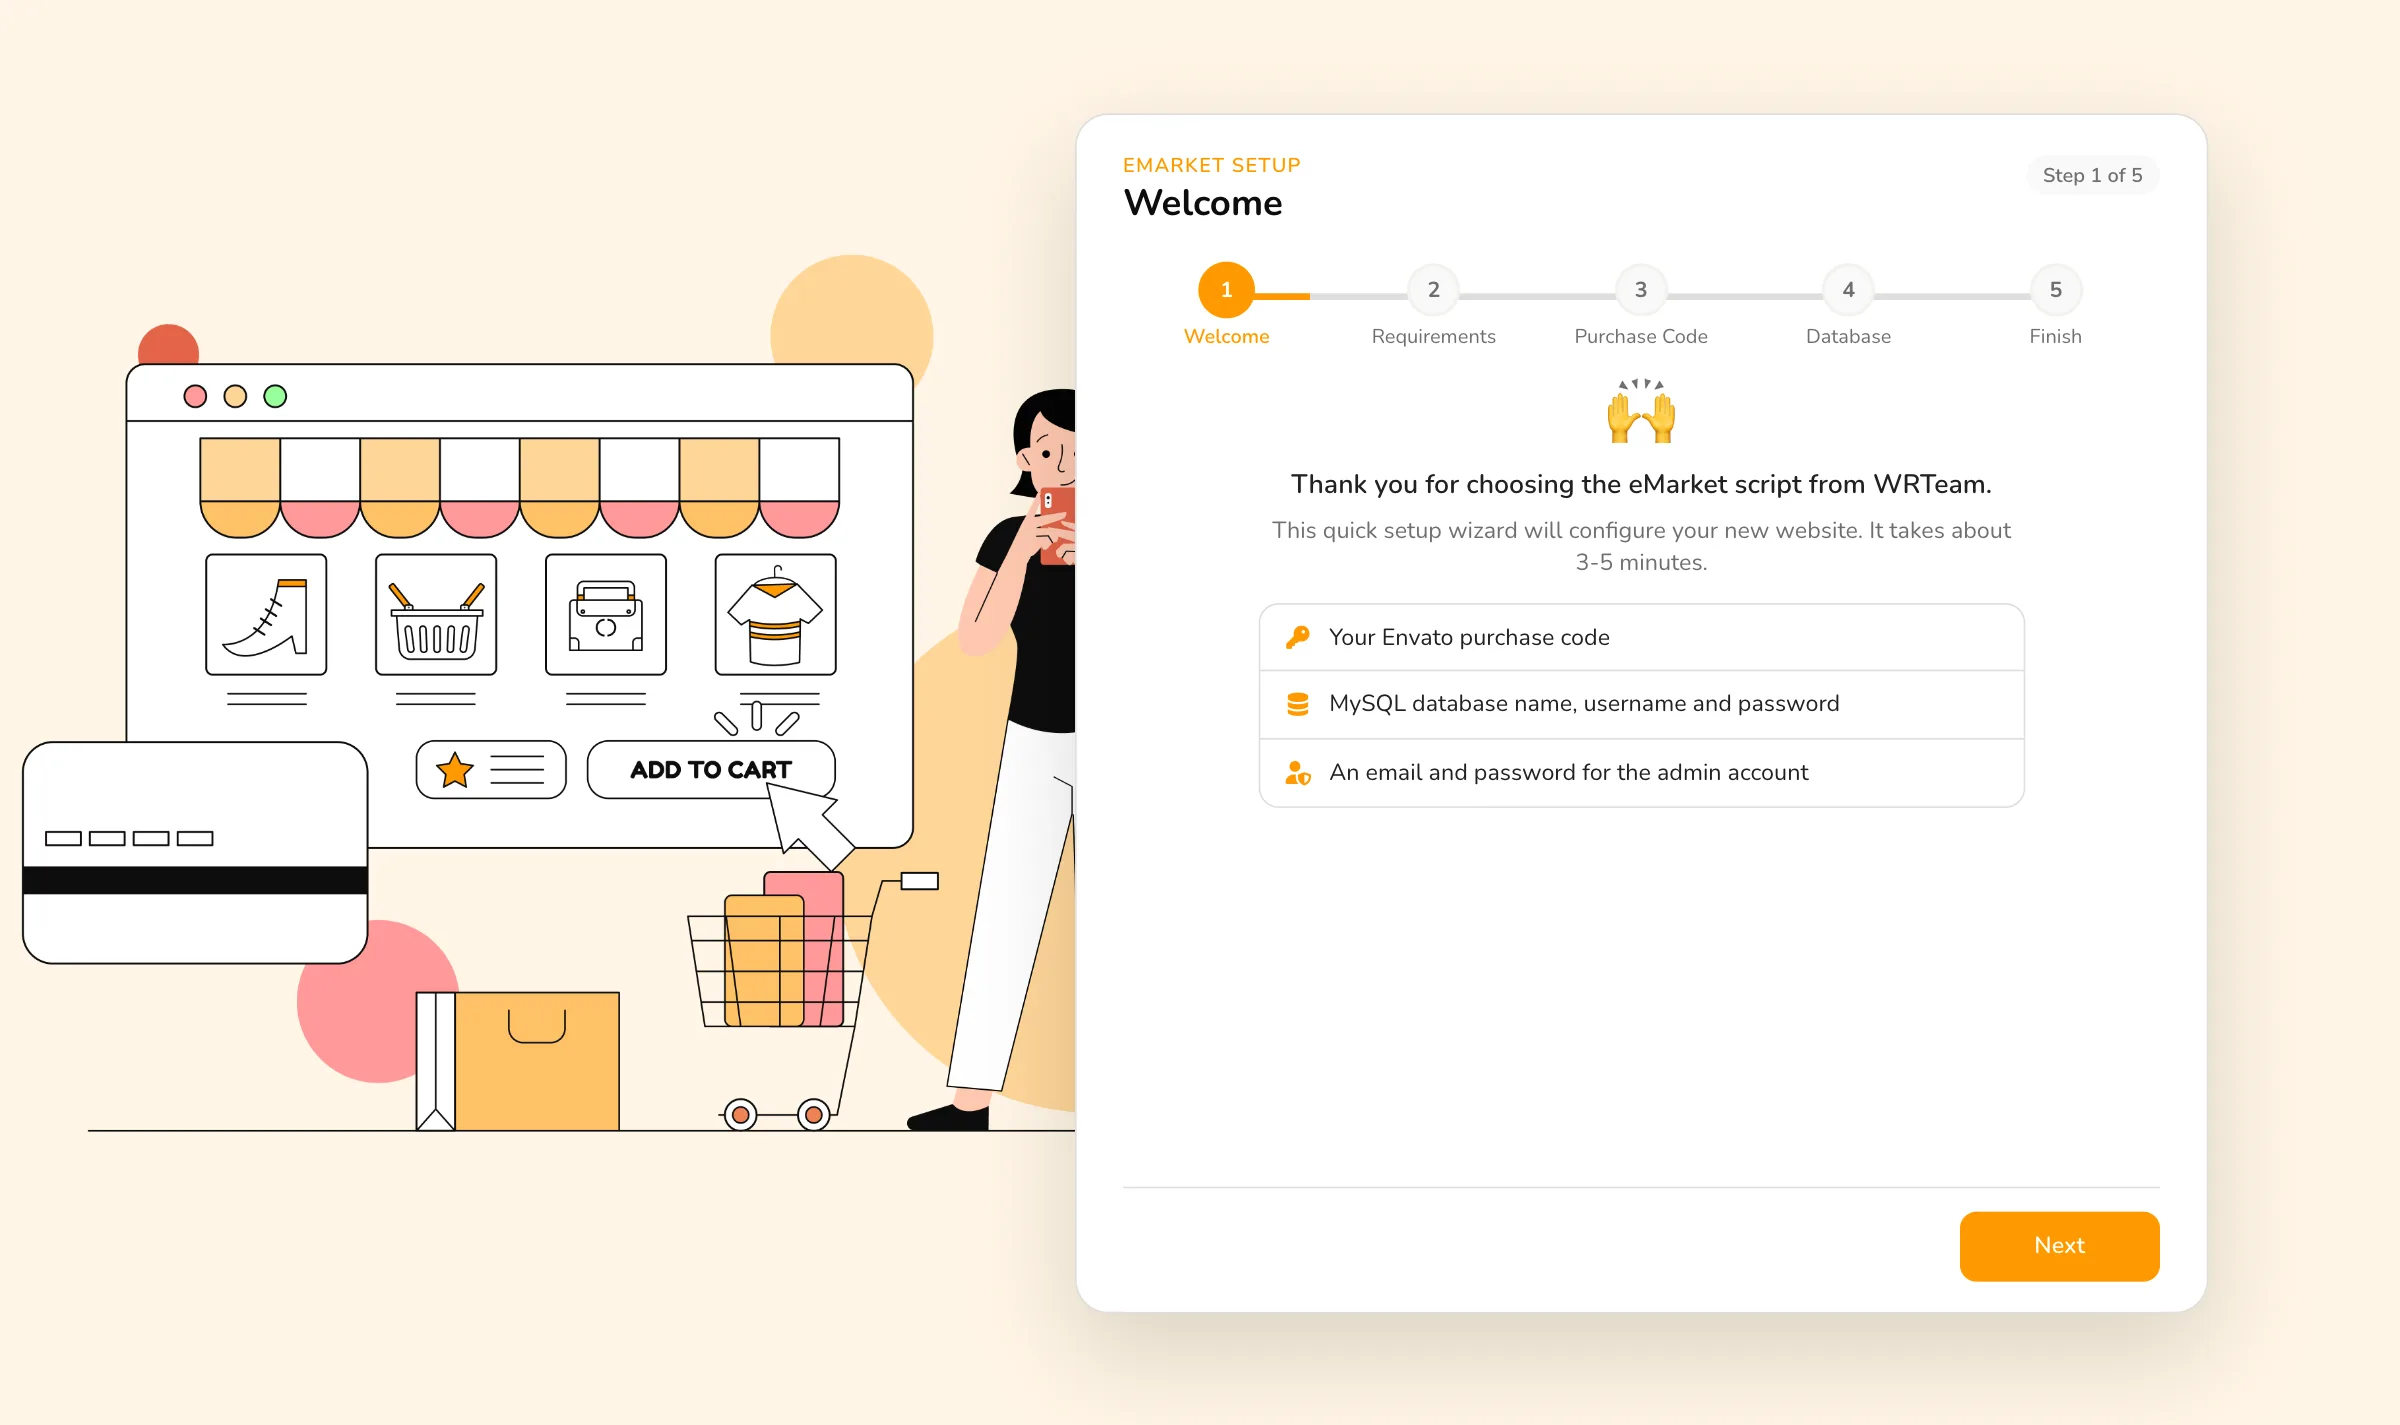 EMARKET SETUP
Welcome
Step 1 of 5
1
2
3
4
5
Welcome
Requirements
Purchase Code
Database
Finish
Thank you for choosing the eMarket script from WRTeam.
This quick setup wizard will configure your new website. It takes about
3-5 minutes.
Your Envato purchase code
MySQL database name, username and password
An email and password for the admin account
Next
ADD TO CART